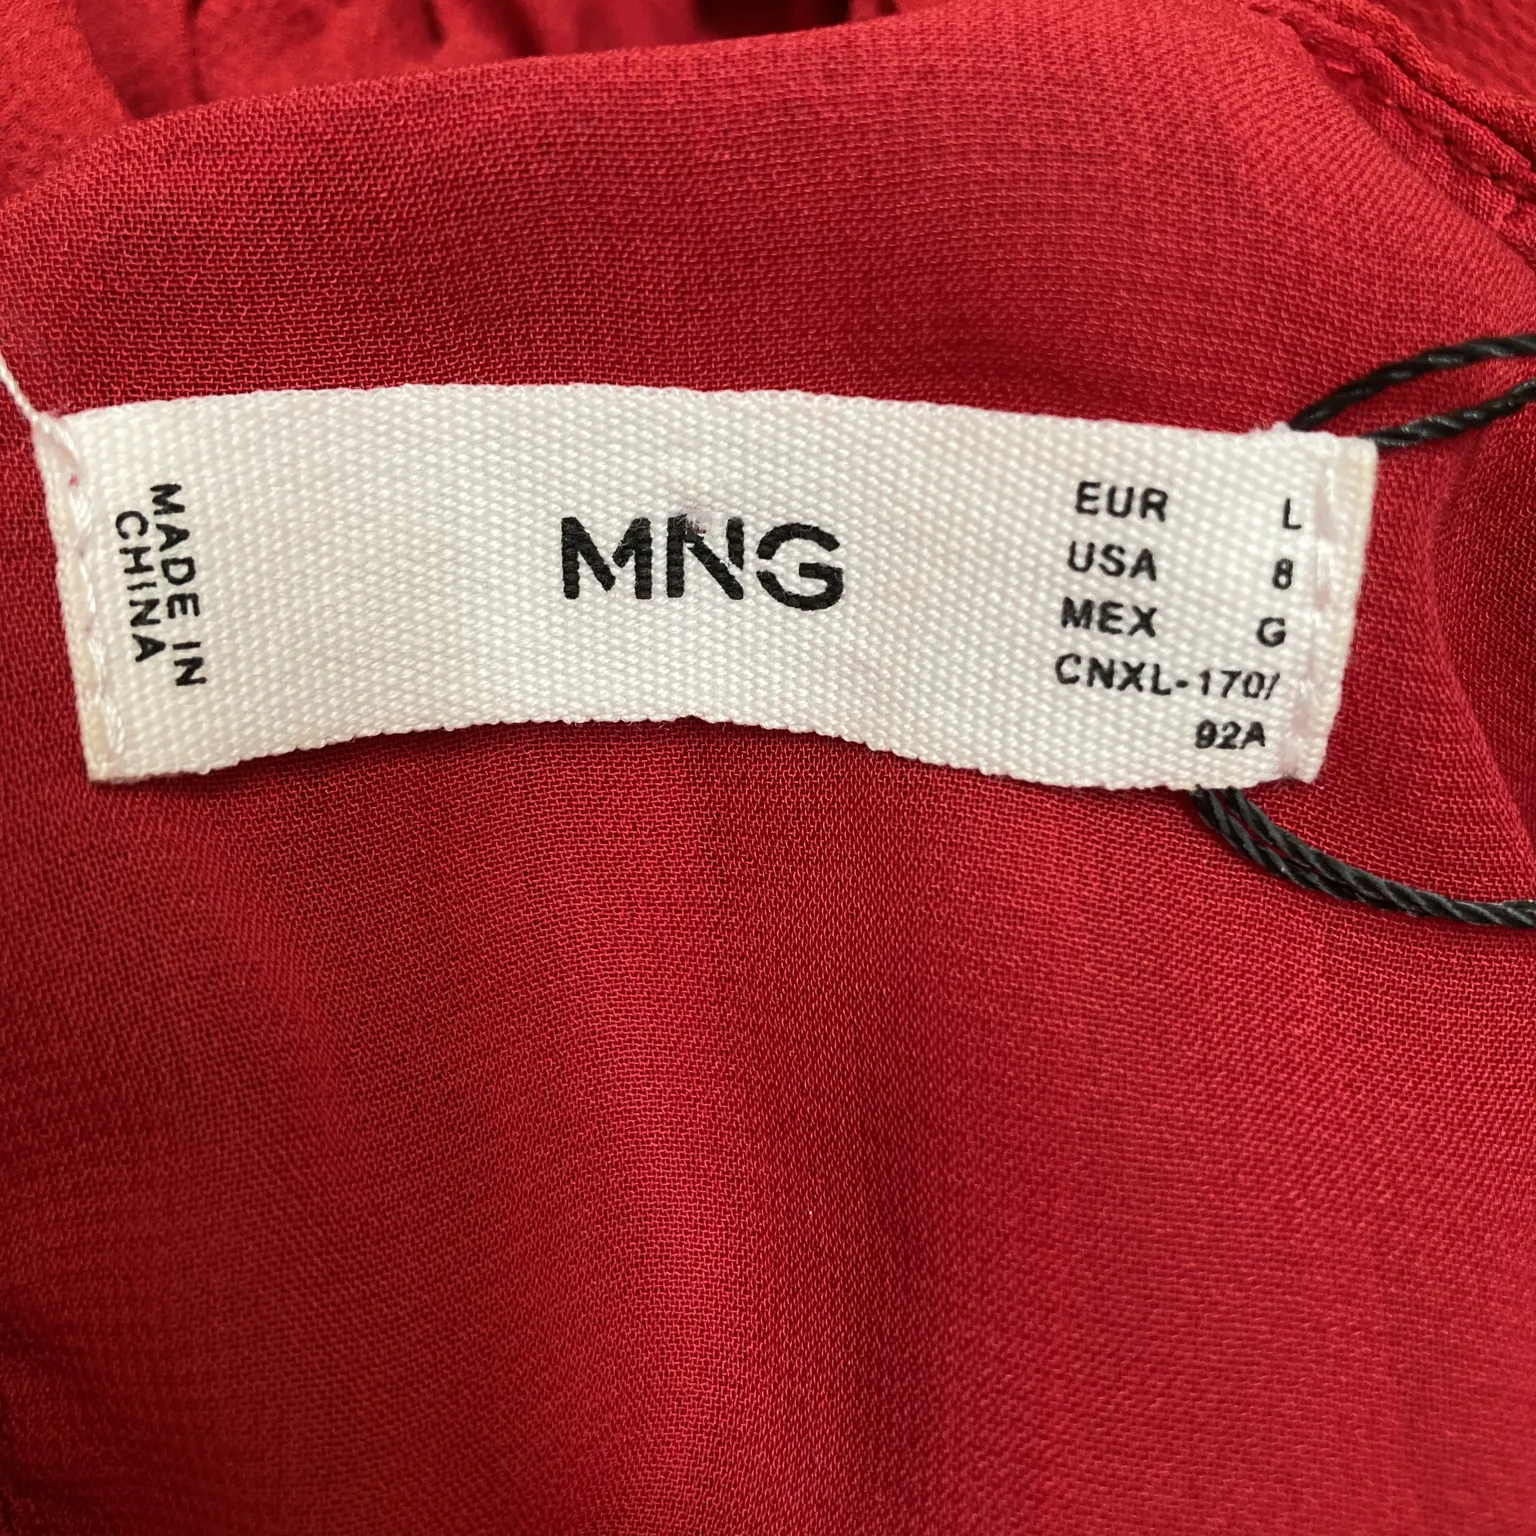 MADE IN
CHINA
MNG
EUR L
USA 8
MEX G
CNXL-170/
92A